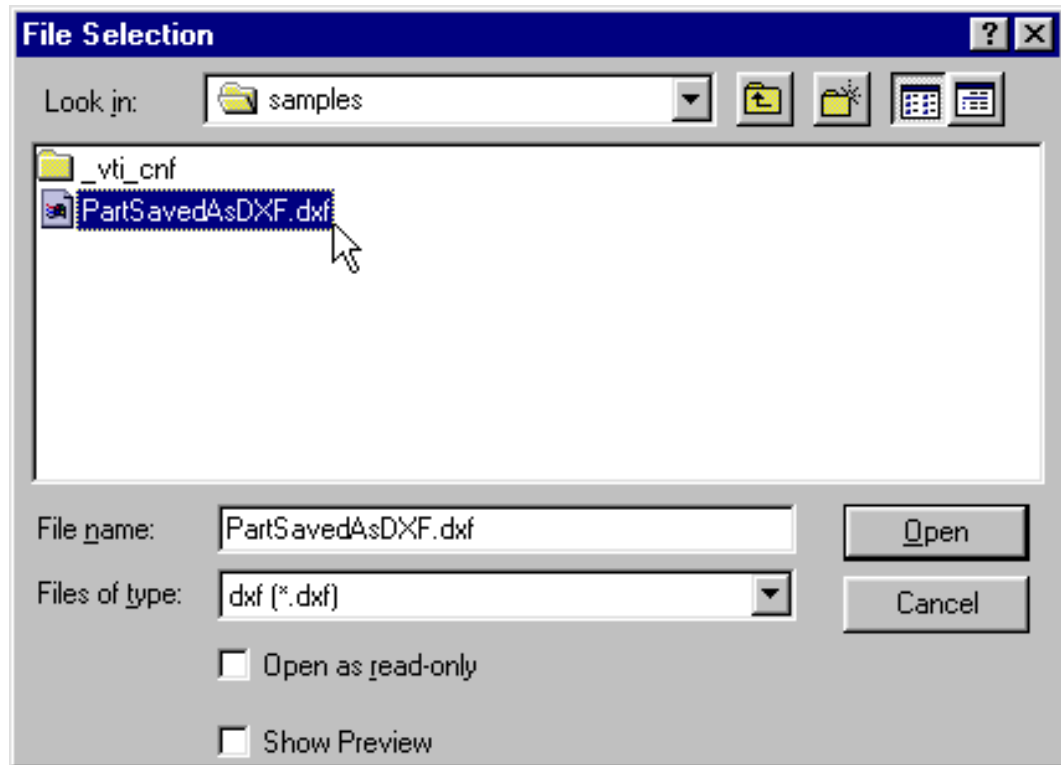 File Selection
Look in:
samples
_vti_cnf
PartSavedAsDXF.dxf
File name:
PartSavedAsDXF.dxf
Open
Files of type:
dxf (*.dxf)
Cancel
Open as read-only
Show Preview